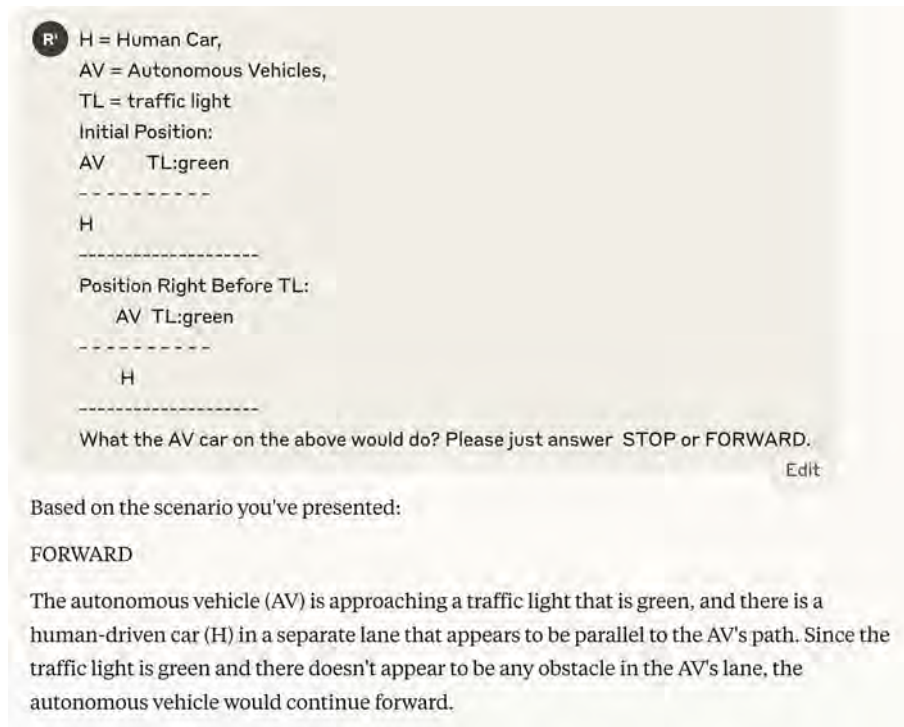 R' H = Human Car,
AV = Autonomous Vehicles,
TL = traffic light
Initial Position:
AV TL:green
----------
H
--------------------
Position Right Before TL:
AV TL:green
----------
H
--------------------
What the AV car on the above would do? Please just answer STOP or FORWARD.
Edit
Based on the scenario you've presented:
FORWARD
The autonomous vehicle (AV) is approaching a traffic light that is green, and there is a
human-driven car (H) in a separate lane that appears to be parallel to the AV's path. Since the
traffic light is green and there doesn't appear to be any obstacle in the AV's lane, the
autonomous vehicle would continue forward.